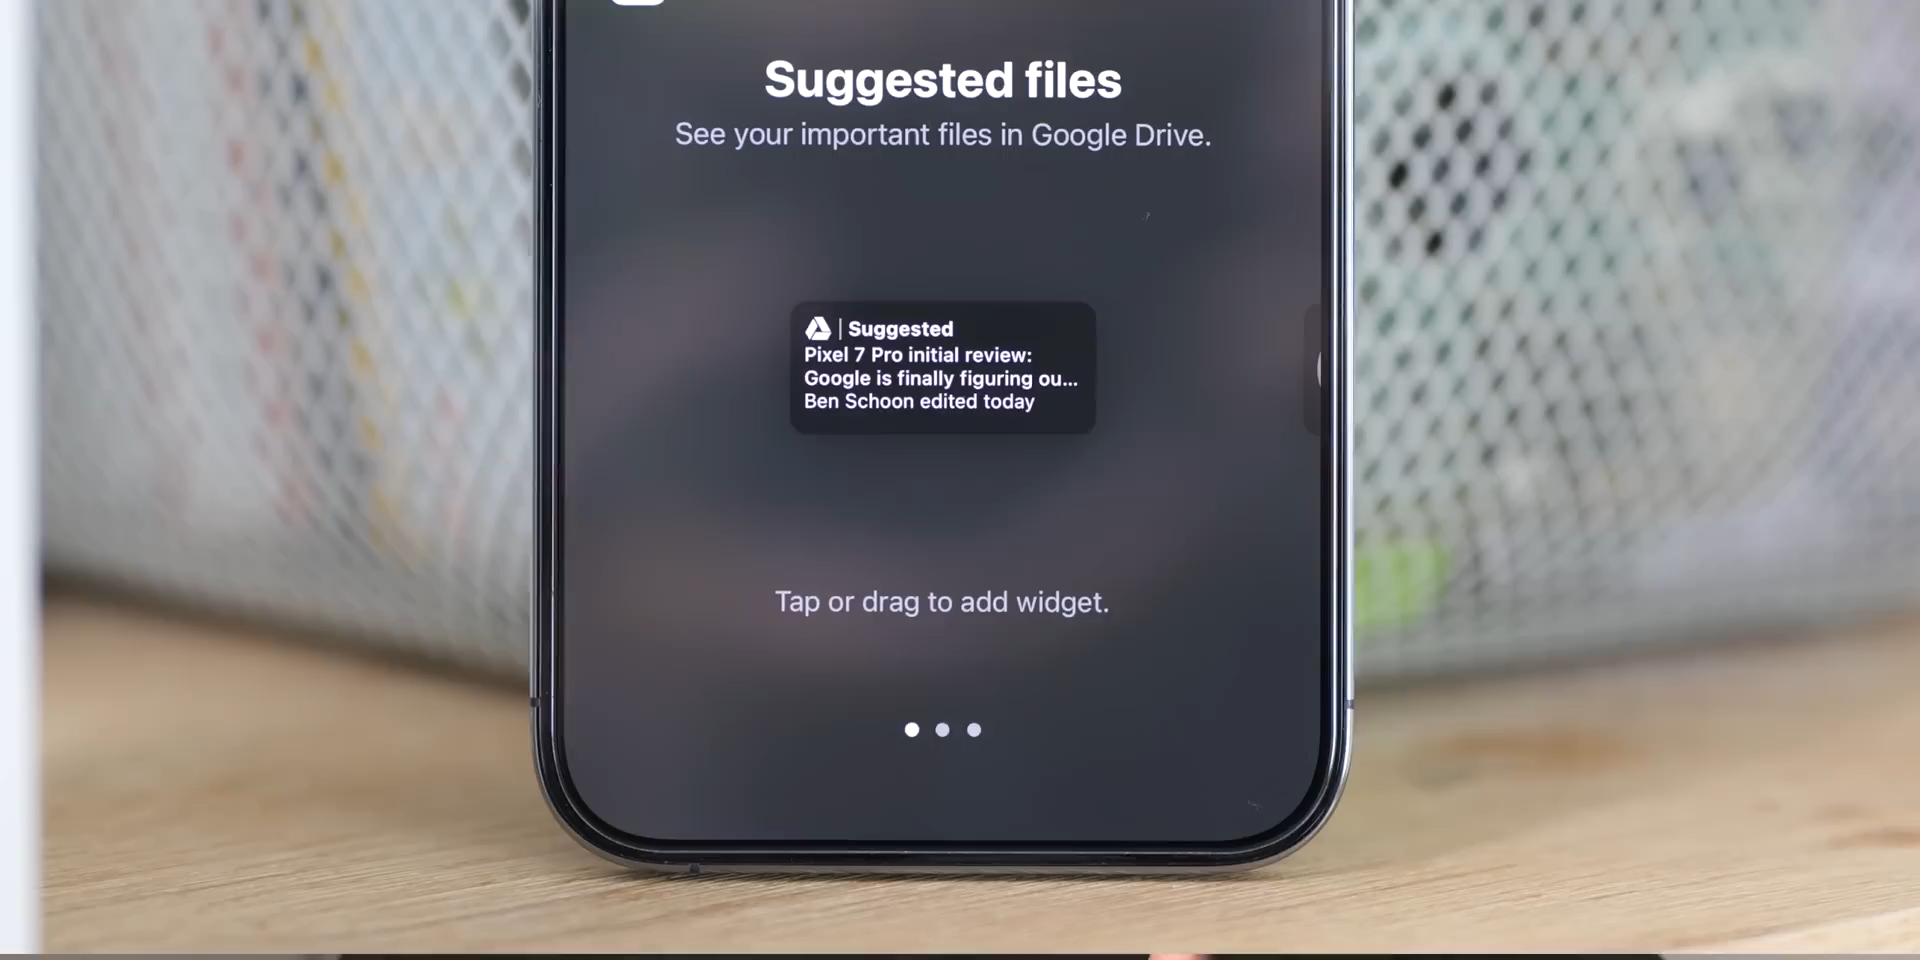 Suggested files
See your important files in Google Drive.
| Suggested
Pixel 7 Pro initial review:
Google is finally figuring ou...
Ben Schoon edited today
Tap or drag to add widget.